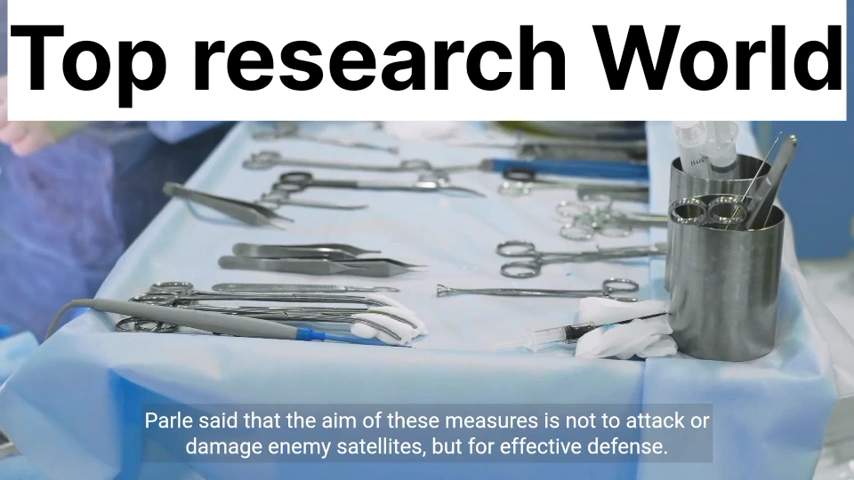 Top research World
Parle said that the aim of these measures is not to attack or
damage enemy satellites, but for effective defense.